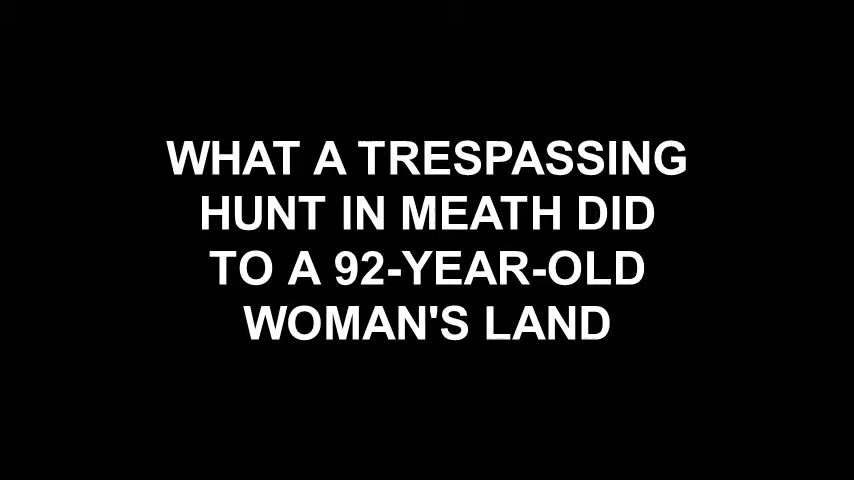 WHAT A TRESPASSING
HUNT IN MEATH DID
TO A 92-YEAR-OLD
WOMAN'S LAND